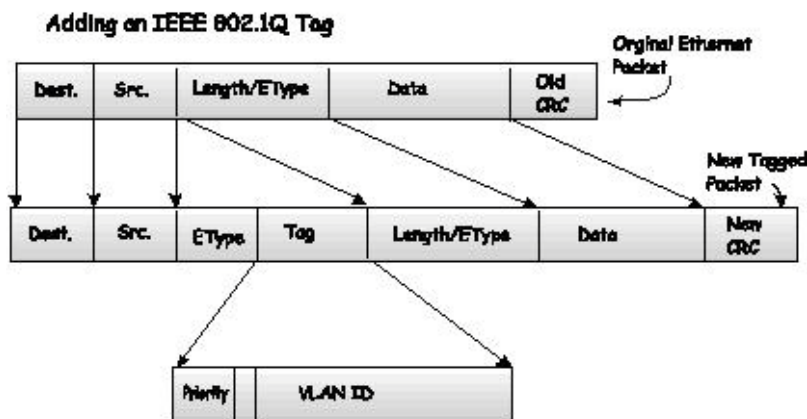 Adding an IEEE 802.1Q Tag
Orginal Ethernet
Packet
Dest. Src. Length/EType Data Old
CRC
New Tagged
Packet
Dest. Src. EType Tag Length/EType Data New
CRC
Priority VLAN ID